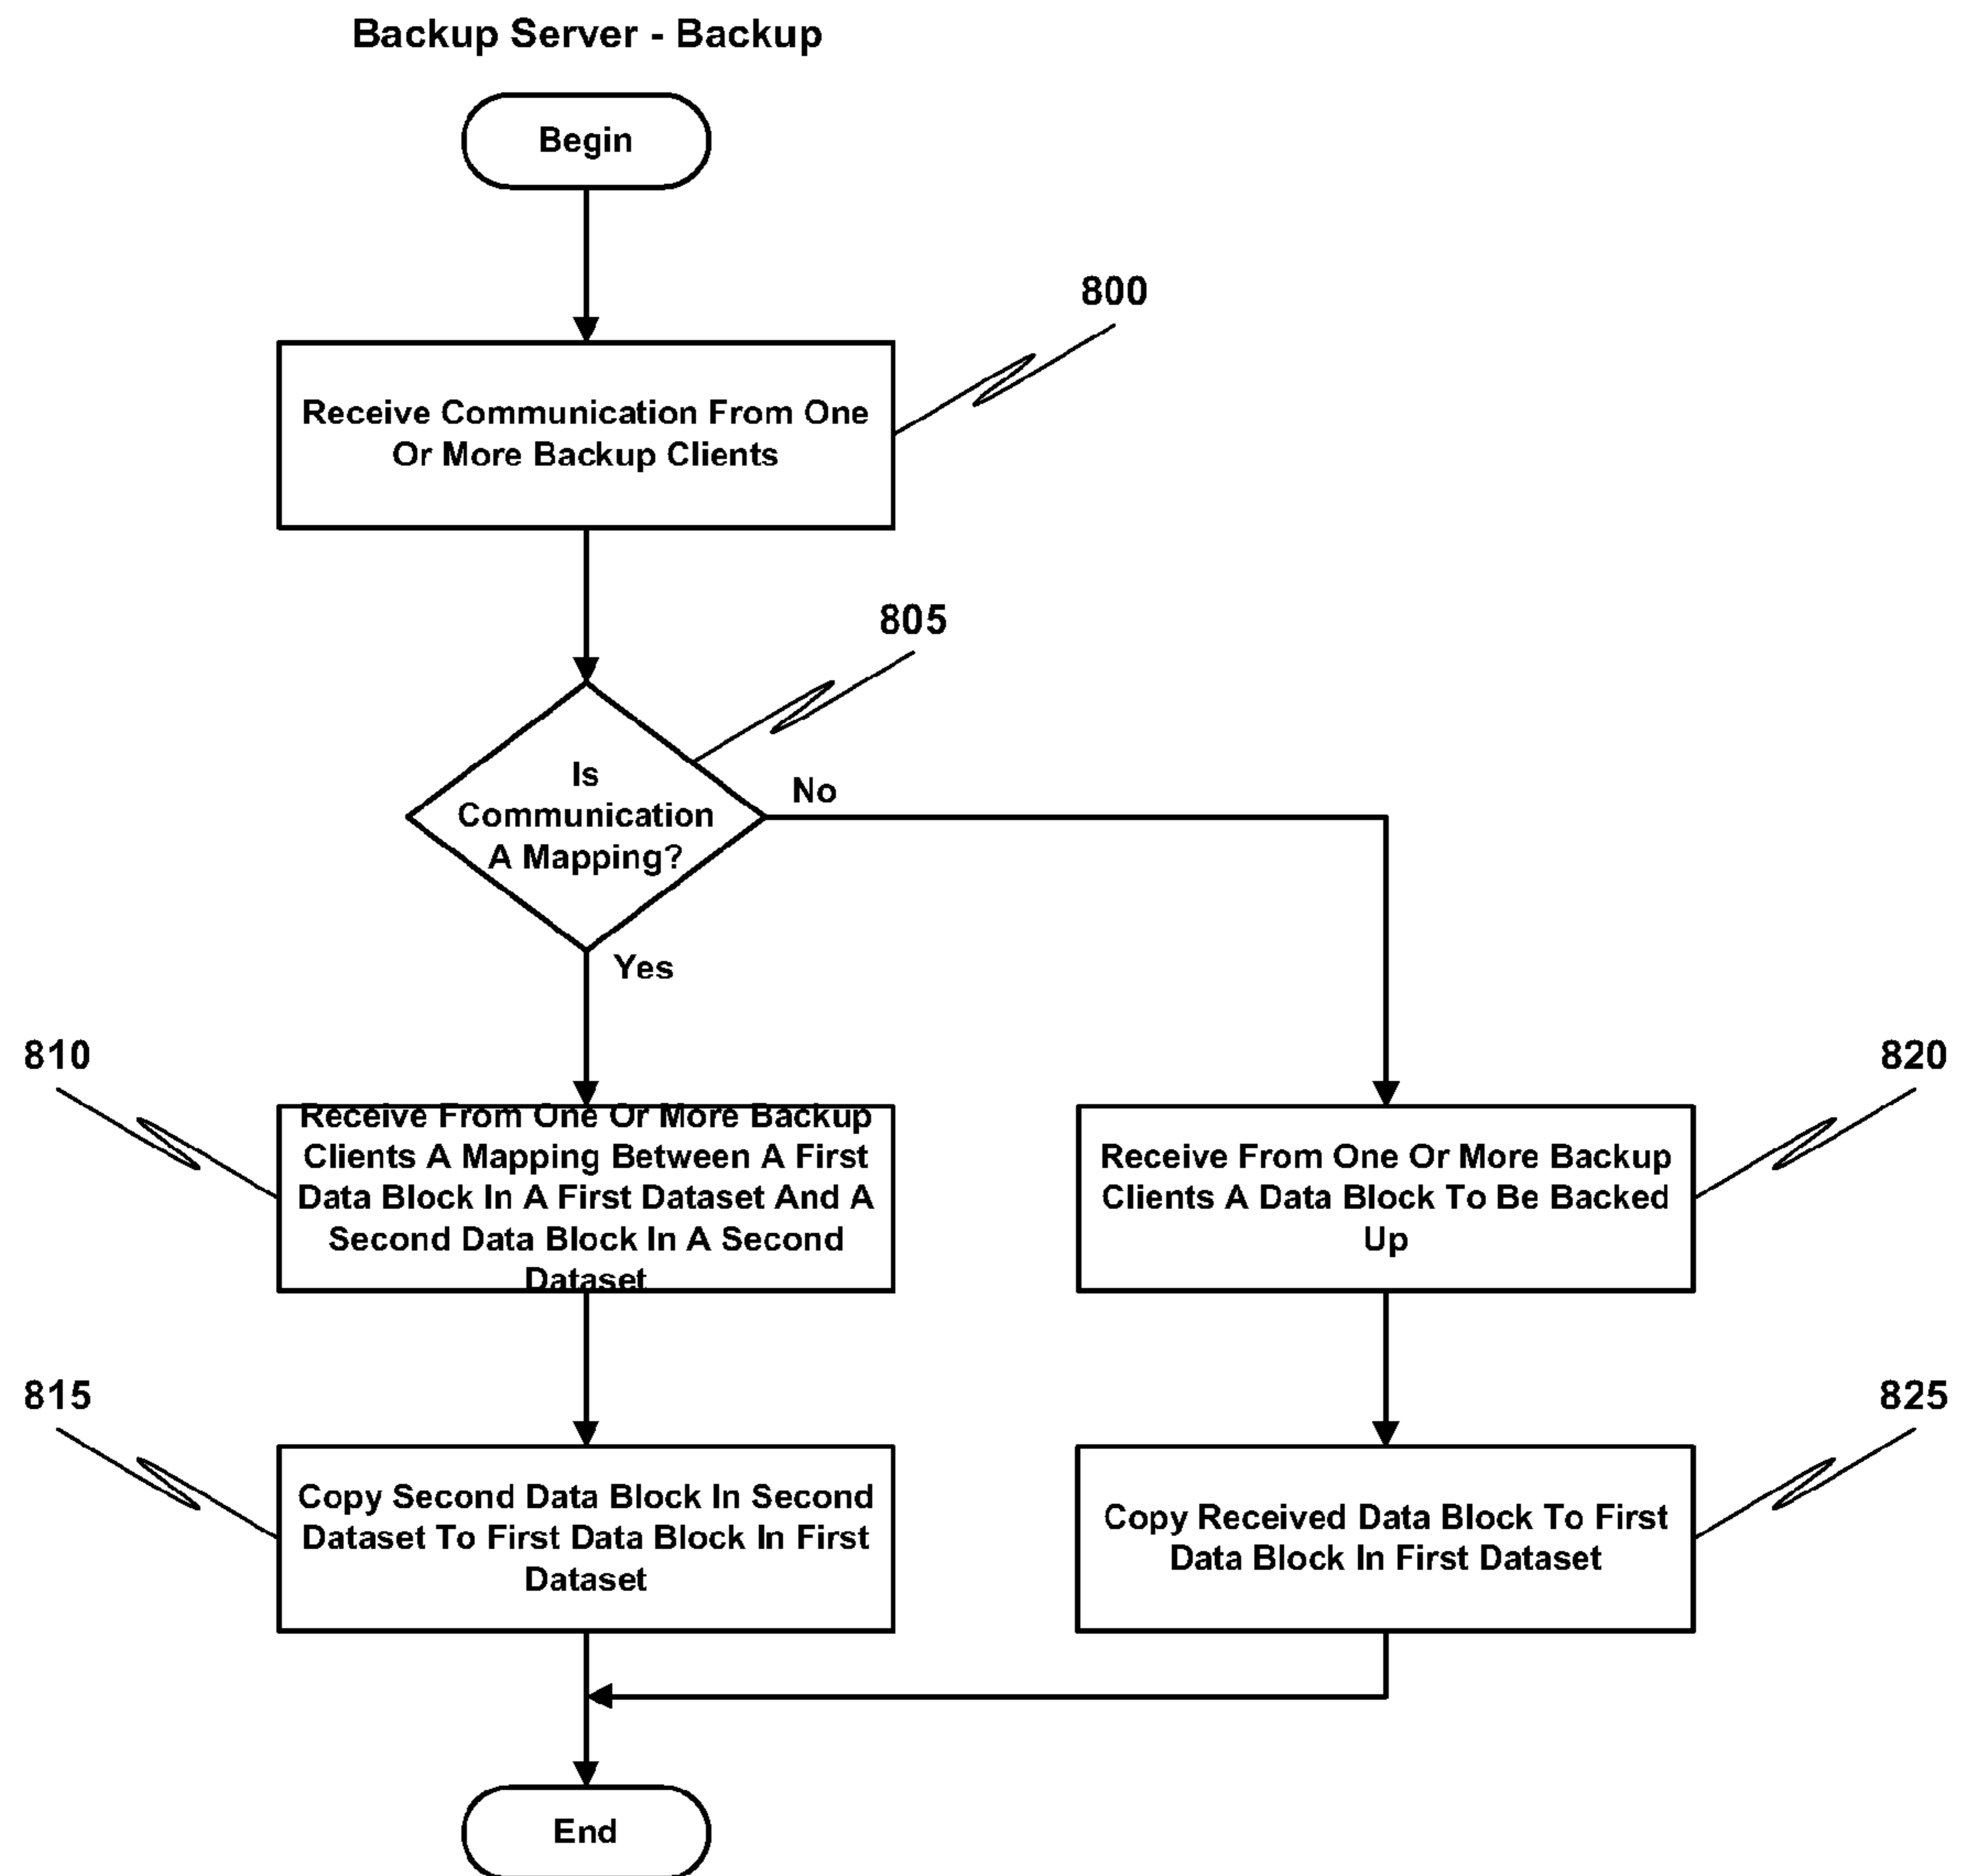 Backup Server - Backup
Begin
800
Receive Communication From One
Or More Backup Clients
805
Is
Communication
A Mapping?
No
Yes
810
Receive From One Or More Backup
Clients A Mapping Between A First
Data Block In A First Dataset And A
Second Data Block In A Second
Dataset
820
Receive From One Or More Backup
Clients A Data Block To Be Backed
Up
815
Copy Second Data Block In Second
Dataset To First Data Block In First
Dataset
825
Copy Received Data Block To First
Data Block In First Dataset
End